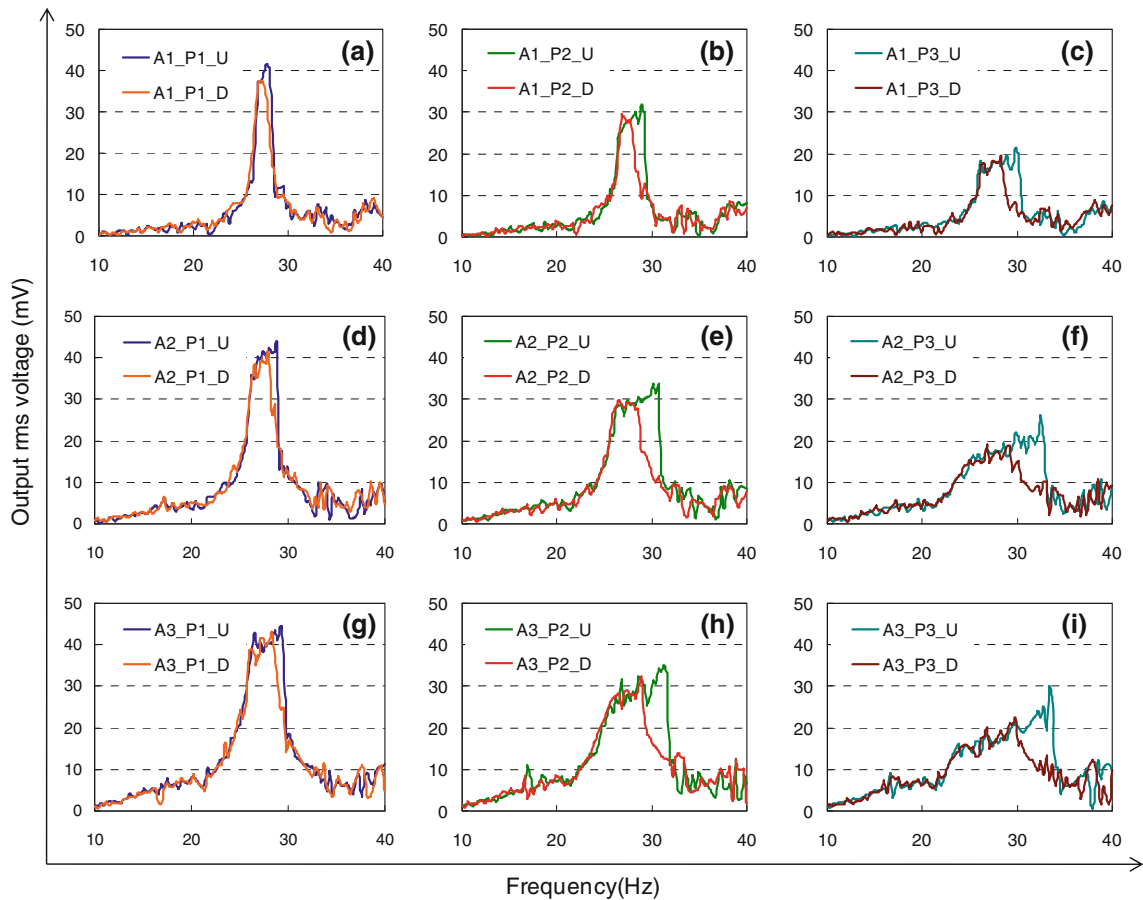 50
40
30
20
10
0
(a)
A1_P1_U
A1_P1_D
10 20 30 40
50
40
30
20
10
0
(b)
A1_P2_U
A1_P2_D
10 20 30 40
50
40
30
20
10
0
(c)
A1_P3_U
A1_P3_D
10 20 30 40
50
40
30
20
10
0
(d)
A2_P1_U
A2_P1_D
10 20 30 40
50
40
30
20
10
0
(e)
A2_P2_U
A2_P2_D
10 20 30 40
50
40
30
20
10
0
(f)
A2_P3_U
A2_P3_D
10 20 30 40
50
40
30
20
10
0
(g)
A3_P1_U
A3_P1_D
10 20 30 40
50
40
30
20
10
0
(h)
A3_P2_U
A3_P2_D
10 20 30 40
50
40
30
20
10
0
(i)
A3_P3_U
A3_P3_D
10 20 30 40
Output rms voltage (mV)
Frequency(Hz)